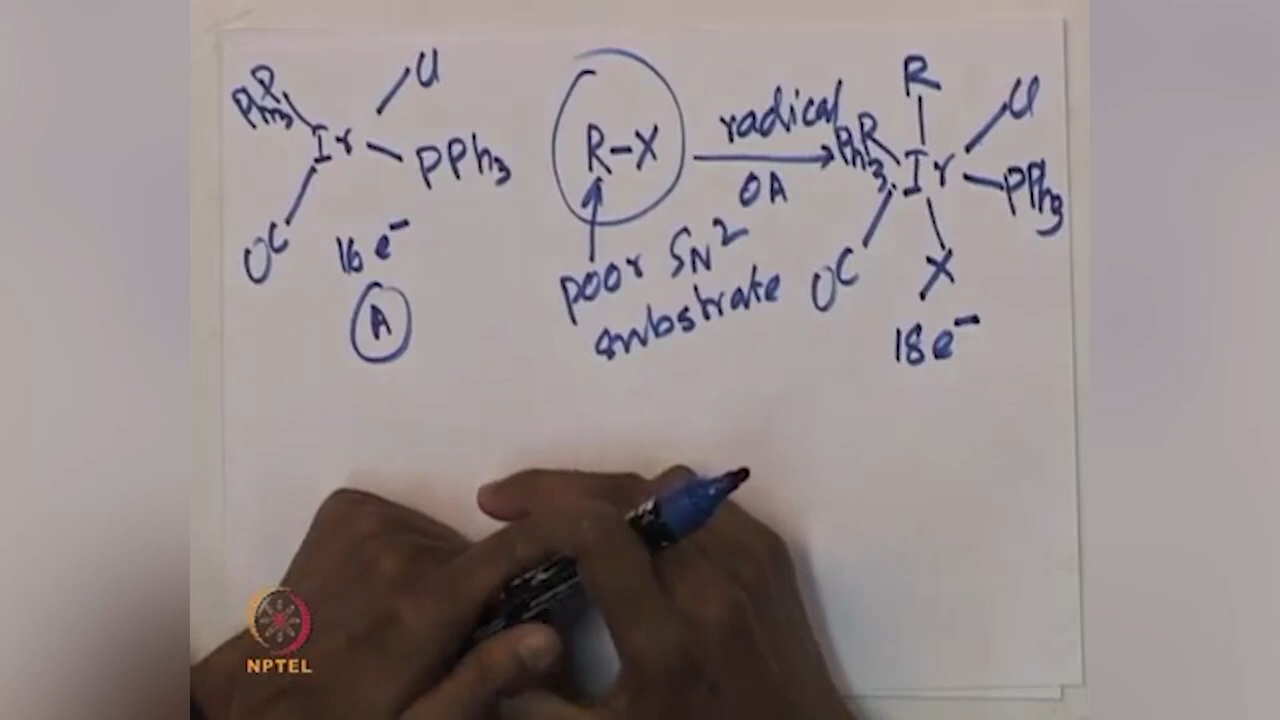 Ph3P Ir Cl PPh3 OC
16 e-
A
R-X
poor SN2
substrate
radical
OA
R Ph3P Ir Cl PPh3 OC X
18 e-
NPTEL